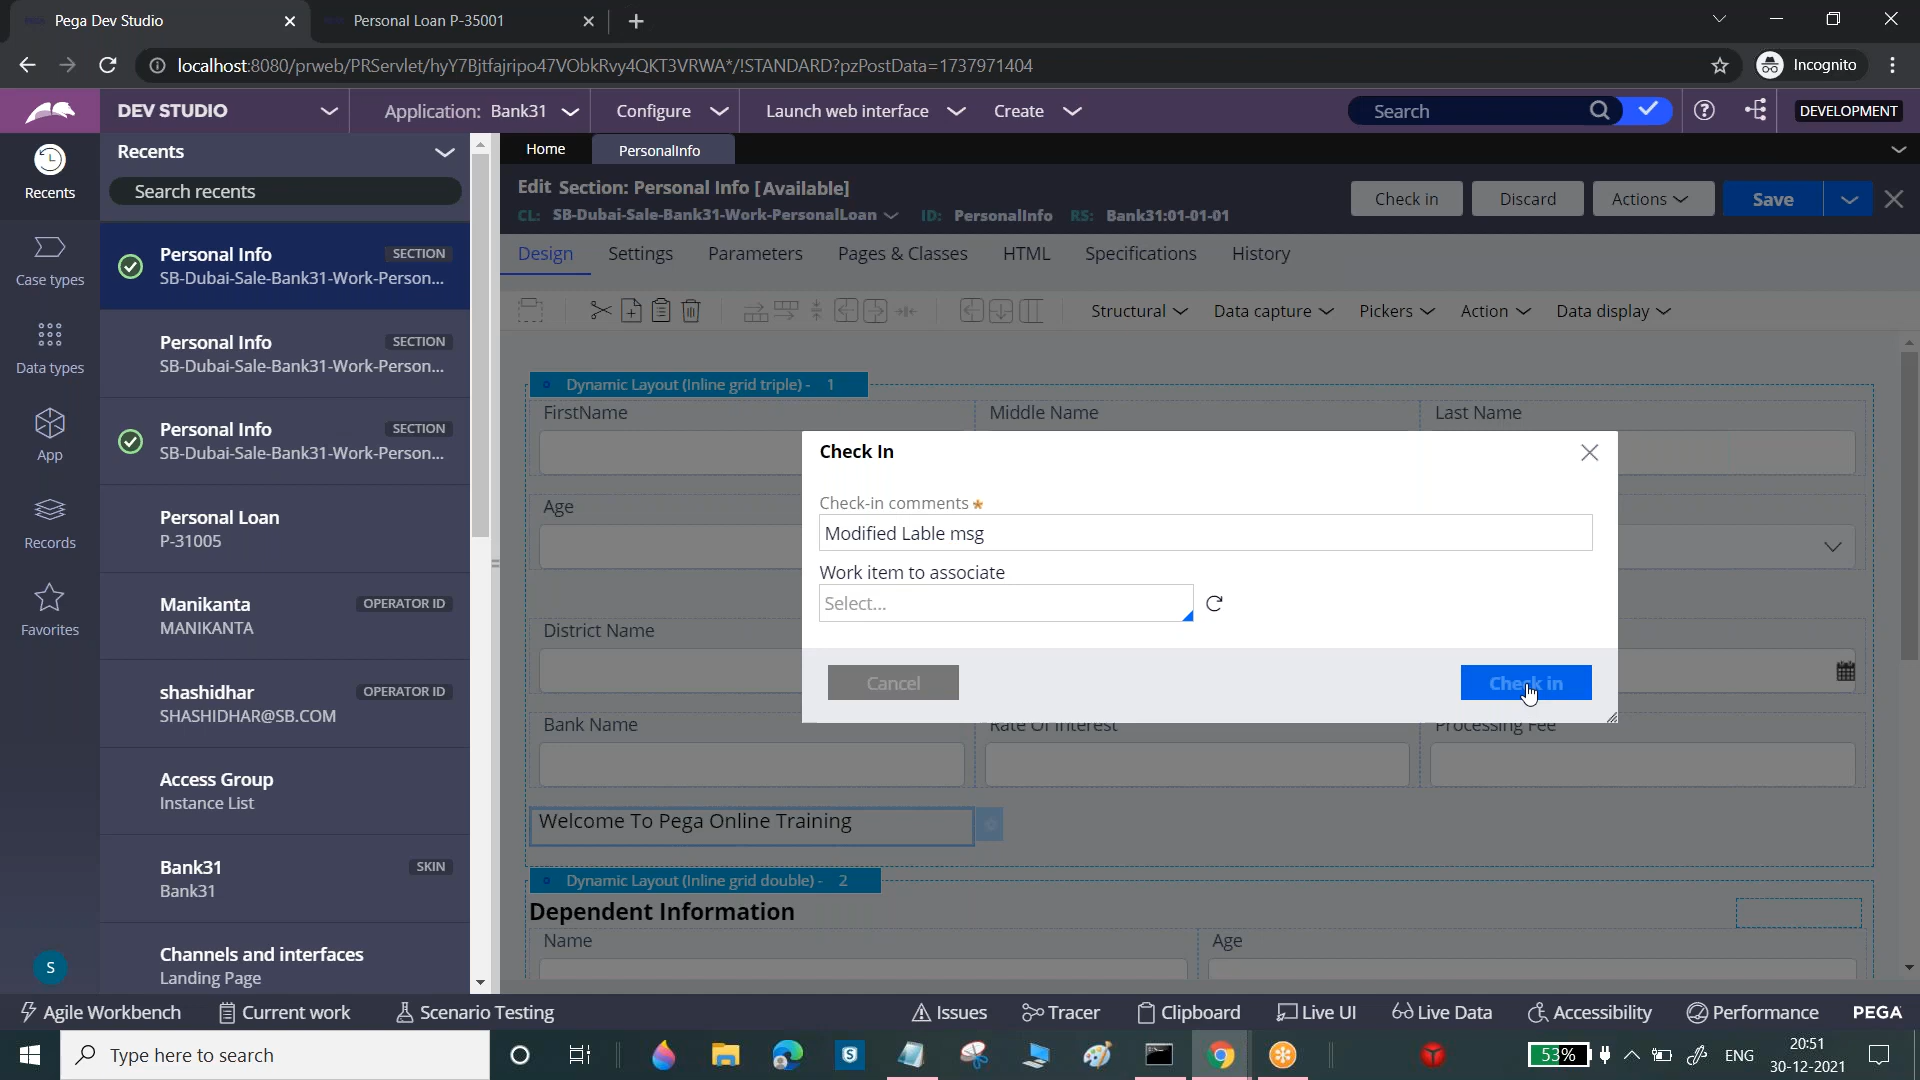 Pega Dev Studio
Personal Loan P-35001
localhost:8080/prweb/PRServlet/hyY7Bjtfajripo47VObkRvy4QKT3VRWA*/!STANDARD?pzPostData=1737971404
Incognito
DEV STUDIO
Application: Bank31
Configure
Launch web interface
Create
Search
DEVELOPMENT
Recents
Recents
Search recents
Home
PersonalInfo
Edit Section: Personal Info [Available]
CL: SB-Dubai-Sale-Bank31-Work-PersonalLoan
ID: PersonalInfo
RS: Bank31:01-01-01
Check in
Discard
Actions
Save
Design
Settings
Parameters
Pages & Classes
HTML
Specifications
History
Structural
Data capture
Pickers
Action
Data display
Case types
Data types
App
Records
Favorites
S
Personal Info
SECTION
SB-Dubai-Sale-Bank31-Work-Person...
Personal Info
SECTION
SB-Dubai-Sale-Bank31-Work-Person...
Personal Info
SECTION
SB-Dubai-Sale-Bank31-Work-Person...
Personal Loan
P-31005
Manikanta
OPERATOR ID
MANIKANTA
shashidhar
OPERATOR ID
SHASHIDHAR@SB.COM
Access Group
Instance List
Bank31
SKIN
Bank31
Channels and interfaces
Landing Page
Dynamic Layout (Inline grid triple) - 1
FirstName
Middle Name
Last Name
Age
District Name
Bank Name
Rate Of Interest
Processing Fee
Welcome To Pega Online Training
Dynamic Layout (Inline grid double) - 2
Dependent Information
Name
Age
Check In
Check-in comments *
Modified Lable msg
Work item to associate
Select...
Cancel
Check in
Agile Workbench
Current work
Scenario Testing
Issues
Tracer
Clipboard
Live UI
Live Data
Accessibility
Performance
PEGA
Type here to search
53%
ENG
20:51
30-12-2021